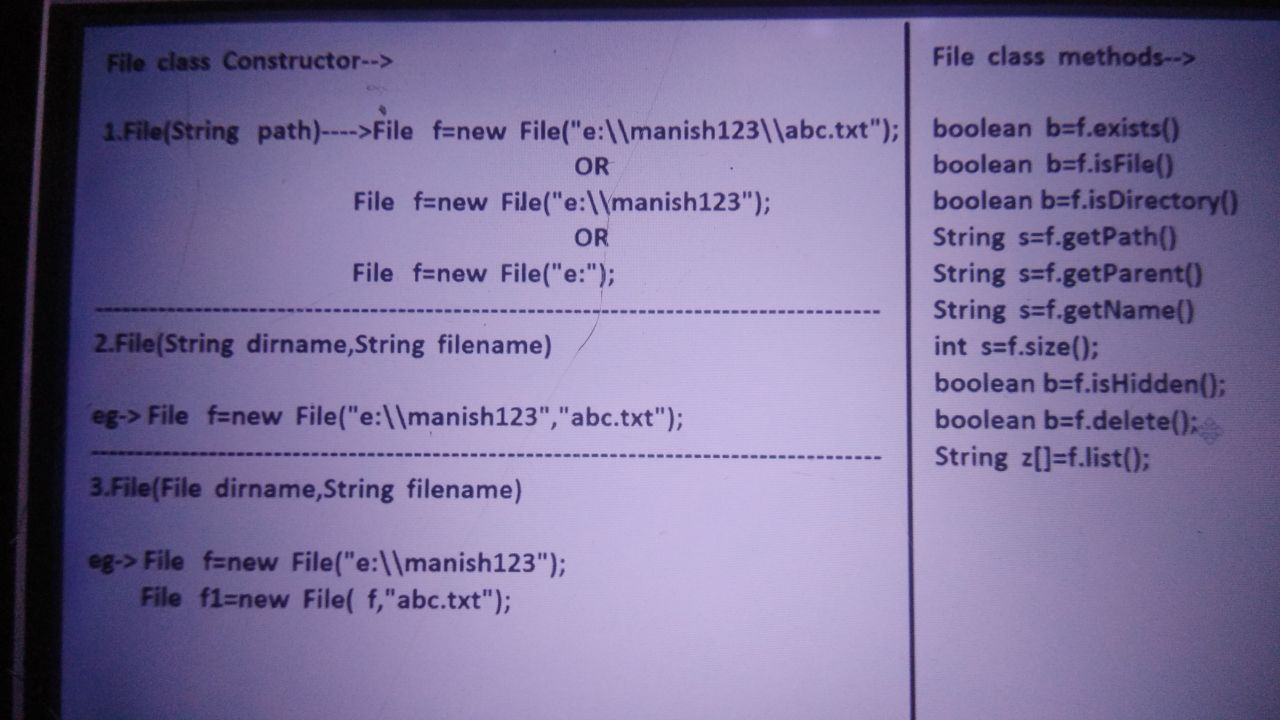 File class Constructor-->
1.File(String path)---->File f=new File("e:\\manish123\\abc.txt");
OR
File f=new File("e:\\manish123");
OR
File f=new File("e:");
2.File(String dirname,String filename)
eg-> File f=new File("e:\\manish123","abc.txt");
3.File(File dirname,String filename)
eg-> File f=new File("e:\\manish123");
File f1=new File( f,"abc.txt");
File class methods-->
boolean b=f.exists()
boolean b=f.isFile()
boolean b=f.isDirectory()
String s=f.getPath()
String s=f.getParent()
String s=f.getName()
int s=f.size();
boolean b=f.isHidden();
boolean b=f.delete();
String z[]=f.list();